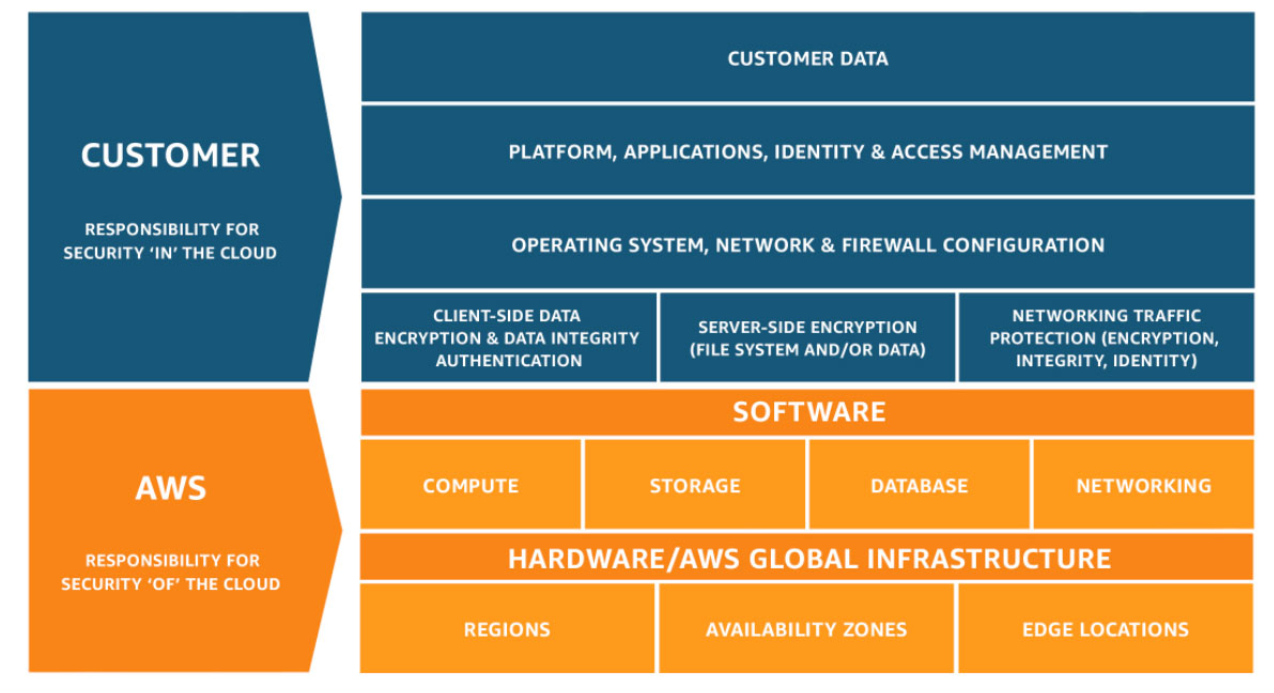 CUSTOMER
RESPONSIBILITY FOR
SECURITY ‘IN’ THE CLOUD
CUSTOMER DATA
PLATFORM, APPLICATIONS, IDENTITY & ACCESS MANAGEMENT
OPERATING SYSTEM, NETWORK & FIREWALL CONFIGURATION
CLIENT-SIDE DATA
ENCRYPTION & DATA INTEGRITY
AUTHENTICATION
SERVER-SIDE ENCRYPTION
(FILE SYSTEM AND/OR DATA)
NETWORKING TRAFFIC
PROTECTION (ENCRYPTION,
INTEGRITY, IDENTITY)
AWS
RESPONSIBILITY FOR
SECURITY ‘OF’ THE CLOUD
SOFTWARE
COMPUTE
STORAGE
DATABASE
NETWORKING
HARDWARE/AWS GLOBAL INFRASTRUCTURE
REGIONS
AVAILABILITY ZONES
EDGE LOCATIONS